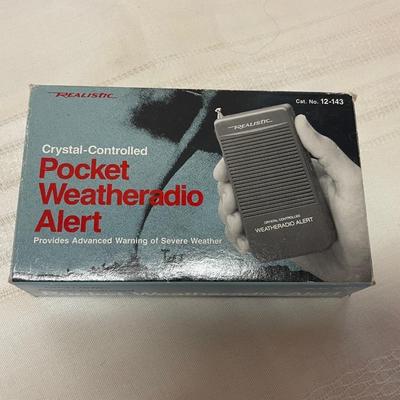 REALISTIC
Cat. No. 12-143
Crystal-Controlled
Pocket
Weatheradio
Alert
Provides Advanced Warning of Severe Weather
REALISTIC
CRYSTAL CONTROLLED
WEATHERADIO ALERT